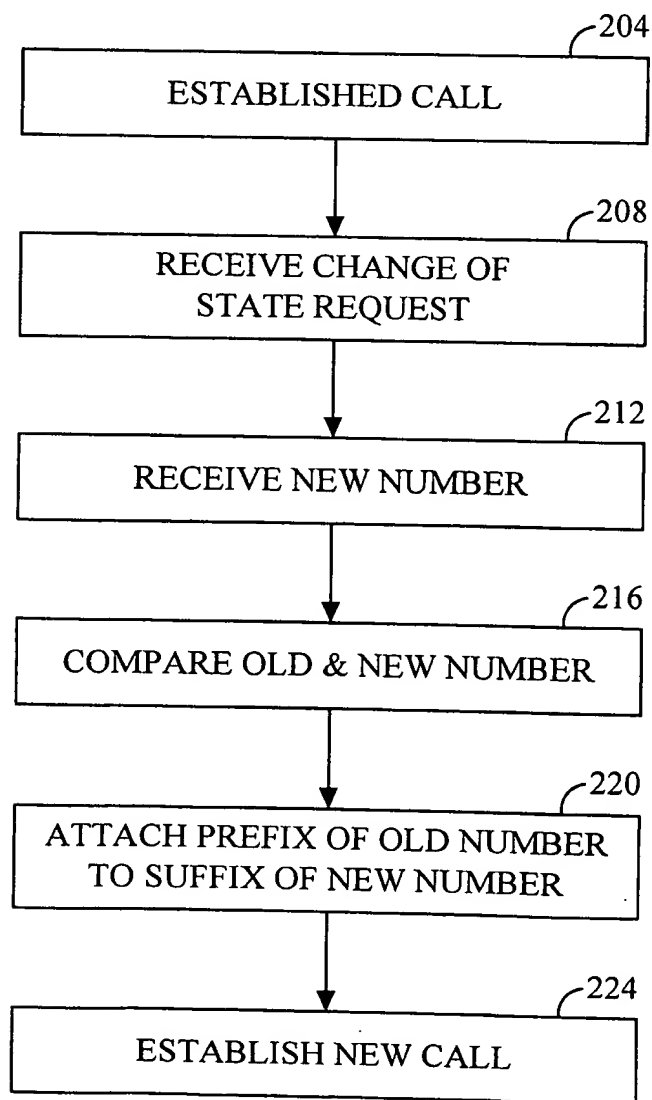 204
ESTABLISHED CALL
208
RECEIVE CHANGE OF
STATE REQUEST
212
RECEIVE NEW NUMBER
216
COMPARE OLD & NEW NUMBER
220
ATTACH PREFIX OF OLD NUMBER
TO SUFFIX OF NEW NUMBER
224
ESTABLISH NEW CALL